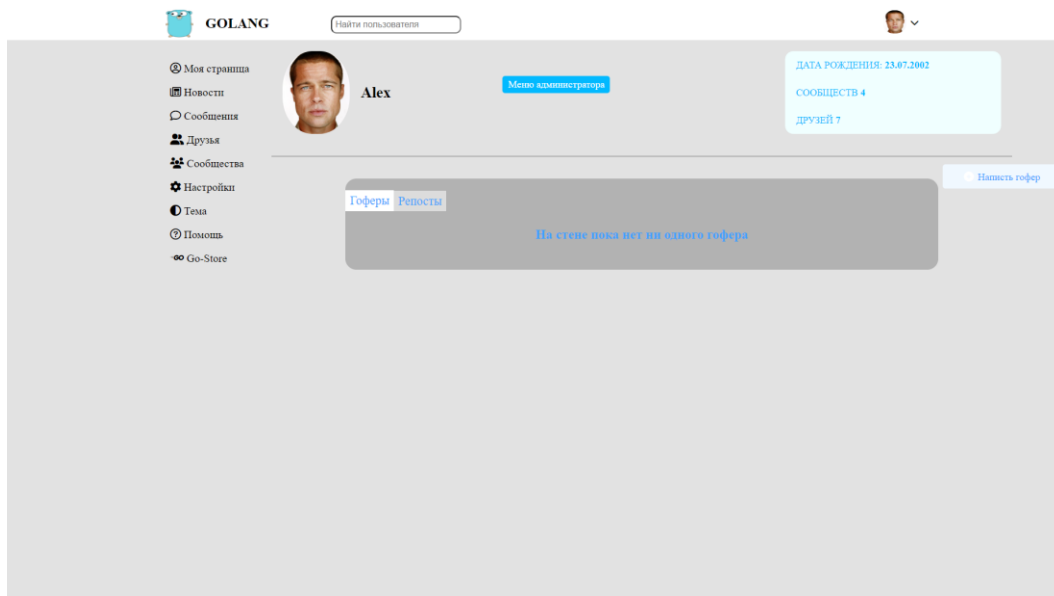 GOLANG
Найти пользователя
Моя страница
Новости
Сообщения
Друзья
Сообщества
Настройки
Тема
Помощь
Go-Store
Alex
Меню администратора
ДАТА РОЖДЕНИЯ: 23.07.2002
СООБЩЕСТВ 4
ДРУЗЕЙ 7
Написть гофер
Гоферы Репосты
На стене пока нет ни одного гофера